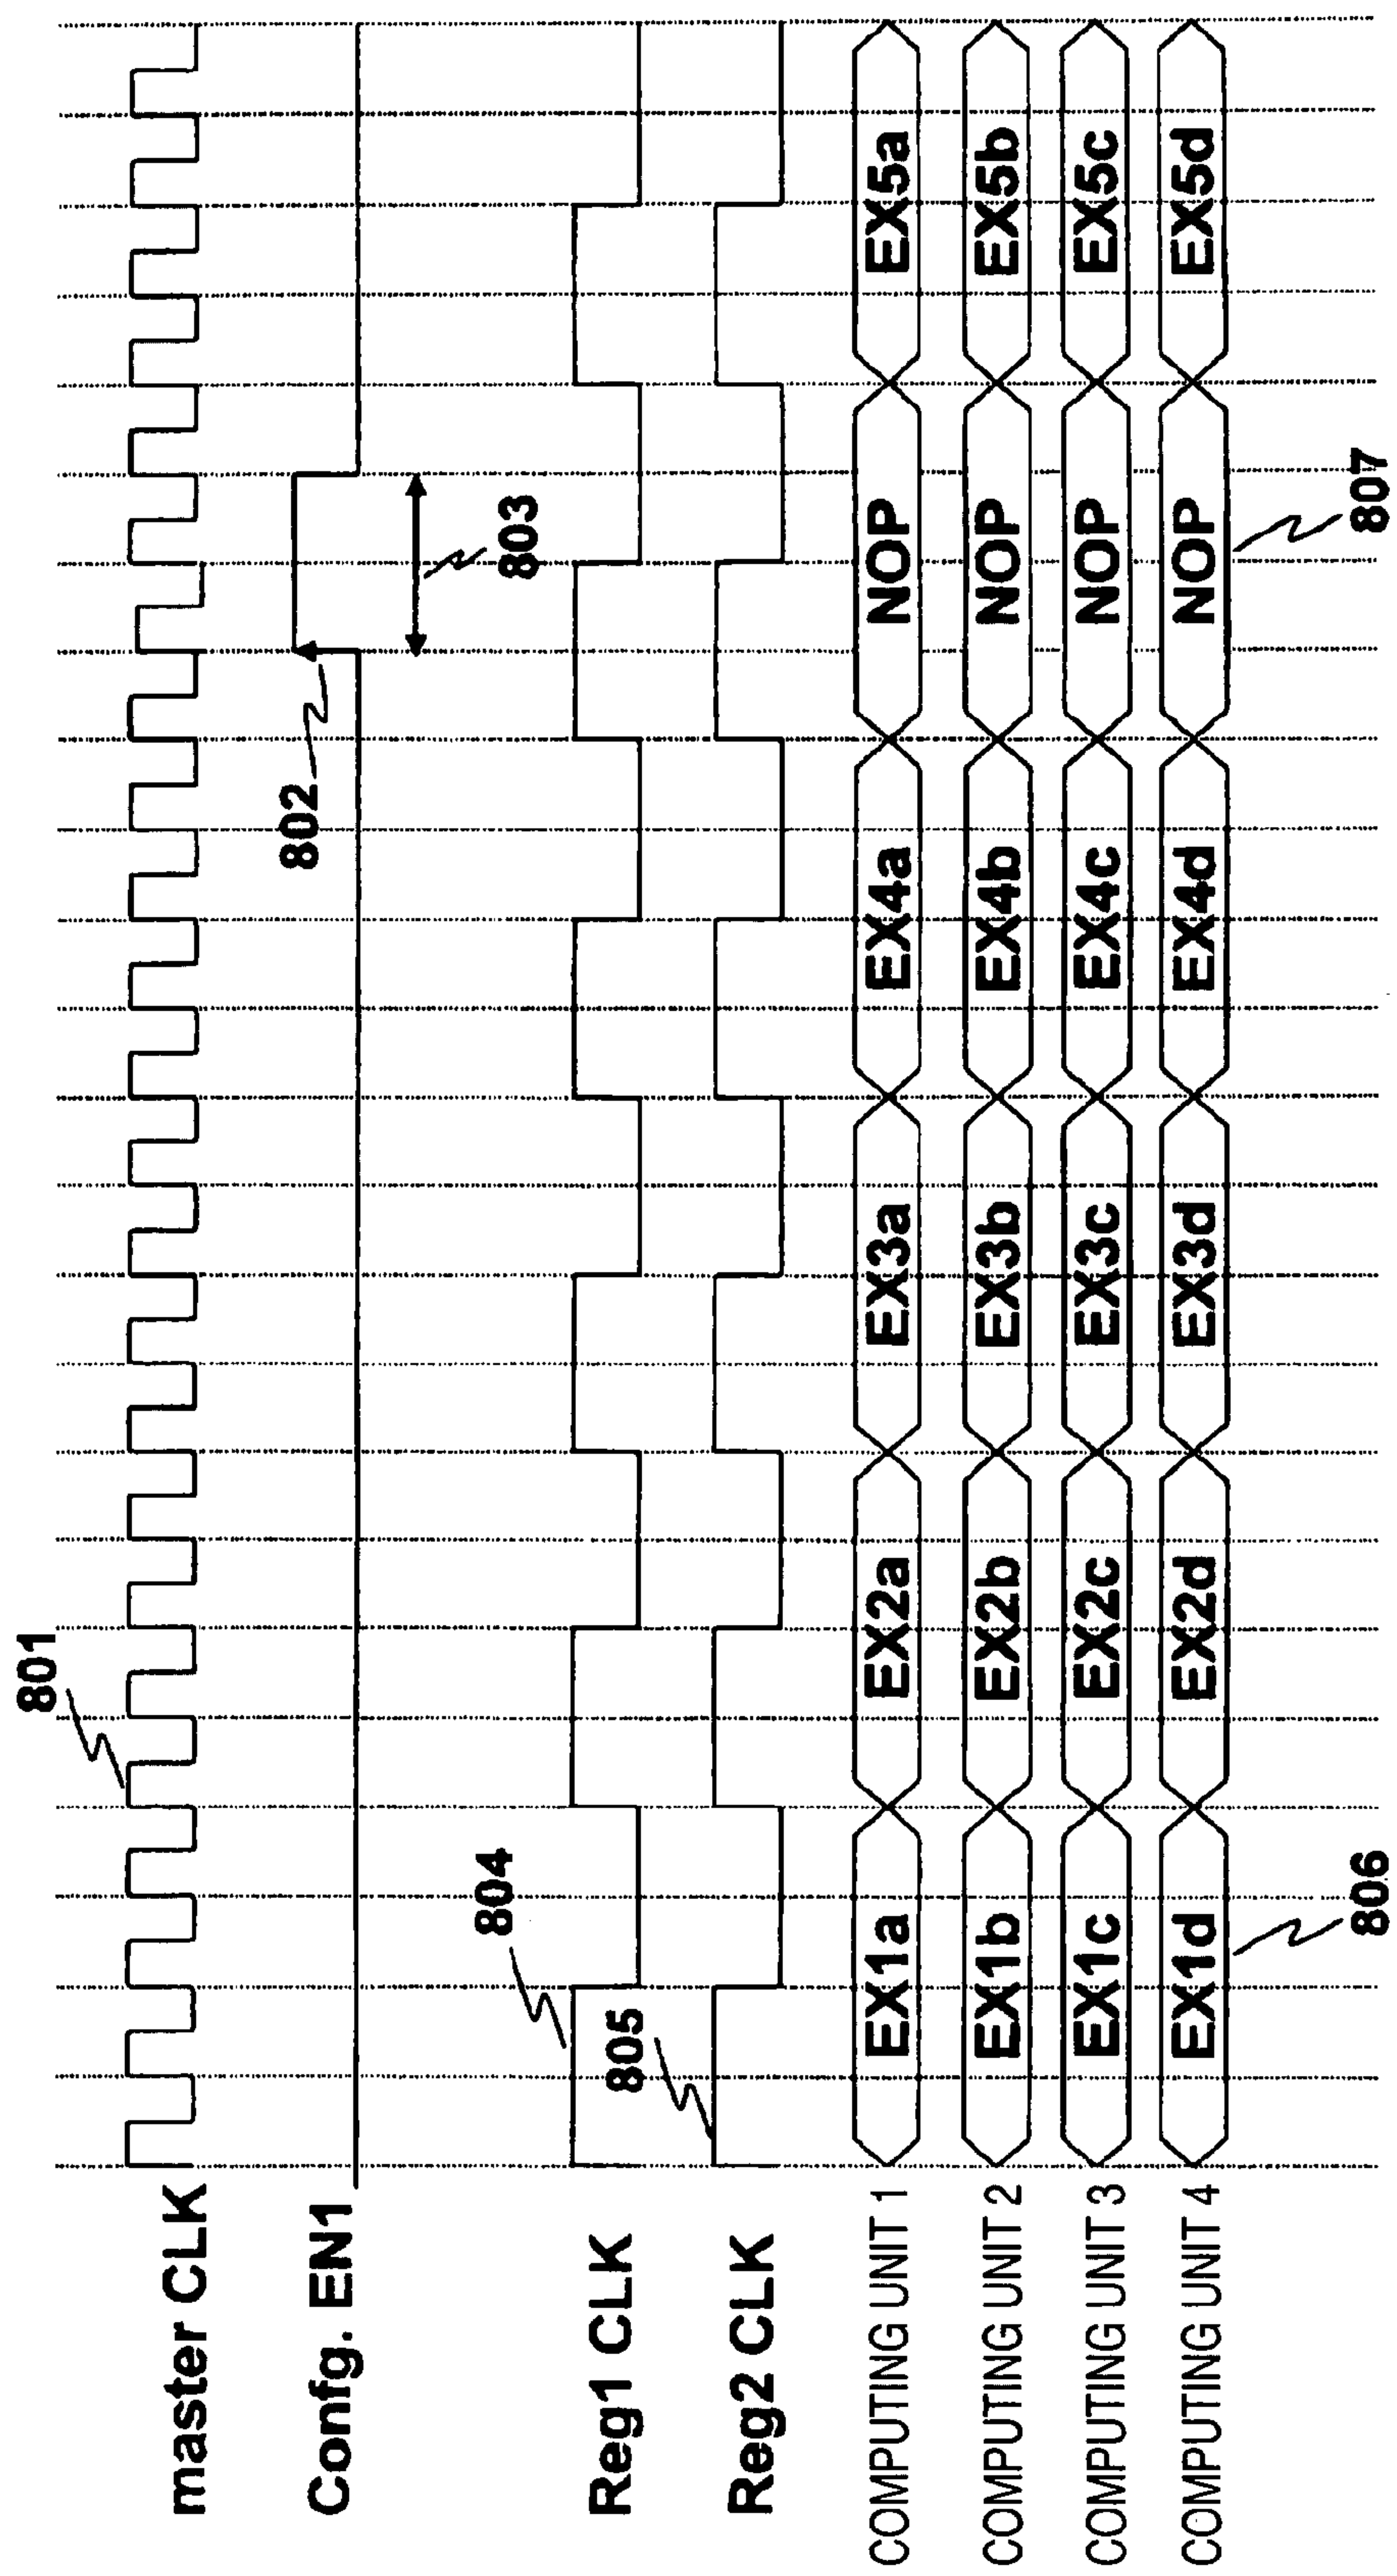 801
master CLK
802
Confg. EN1
803
804
Reg1 CLK
805
Reg2 CLK
COMPUTING UNIT 1 EX1a EX2a EX3a EX4a NOP EX5a
COMPUTING UNIT 2 EX1b EX2b EX3b EX4b NOP EX5b
COMPUTING UNIT 3 EX1c EX2c EX3c EX4c NOP EX5c
COMPUTING UNIT 4 EX1d EX2d EX3d EX4d NOP EX5d
806 807